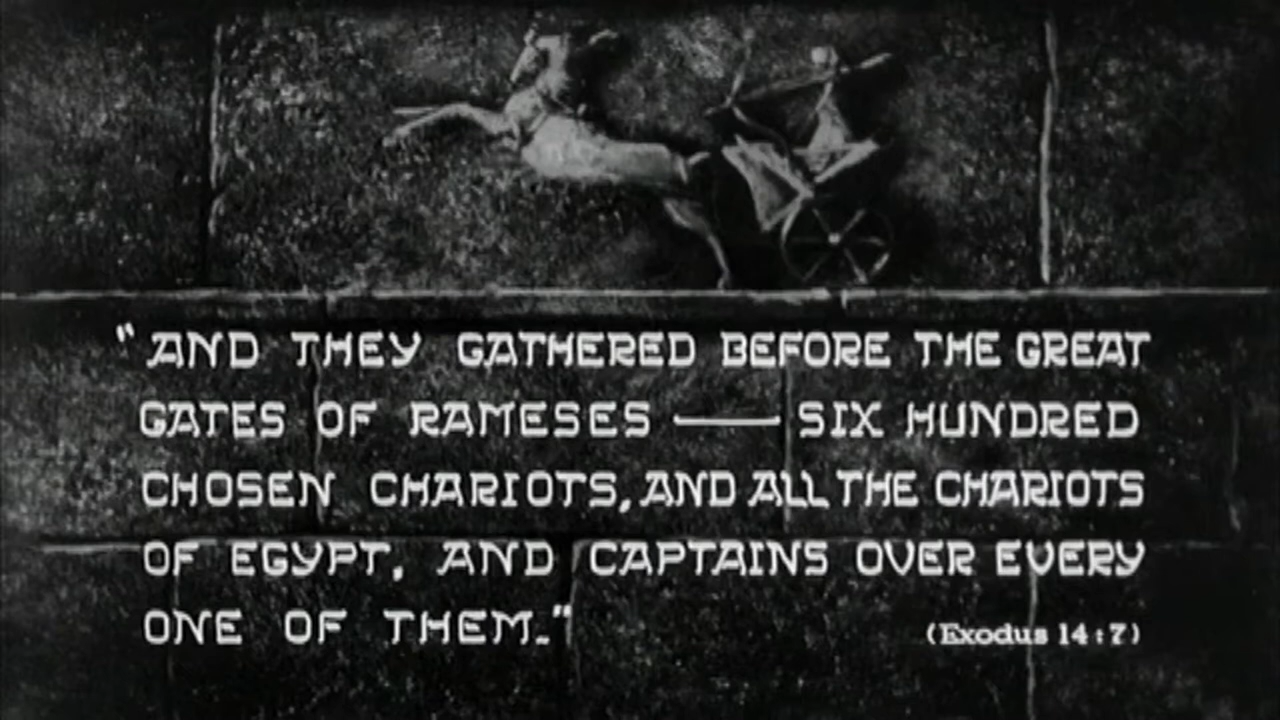 "AND THEY GATHERED BEFORE THE GREAT
GATES OF RAMESES — SIX HUNDRED
CHOSEN CHARIOTS, AND ALL THE CHARIOTS
OF EGYPT, AND CAPTAINS OVER EVERY
ONE OF THEM."
(Exodus 14:7)